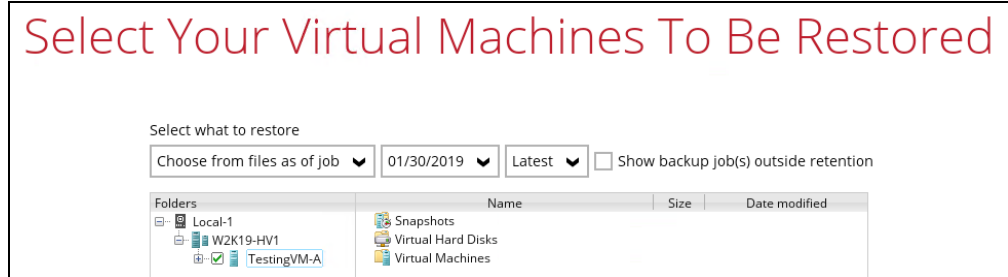 Select Your Virtual Machines To Be Restored
Select what to restore
Choose from files as of job 01/30/2019 Latest Show backup job(s) outside retention
Folders Name Size Date modified
Local-1 Snapshots
W2K19-HV1 Virtual Hard Disks
TestingVM-A Virtual Machines